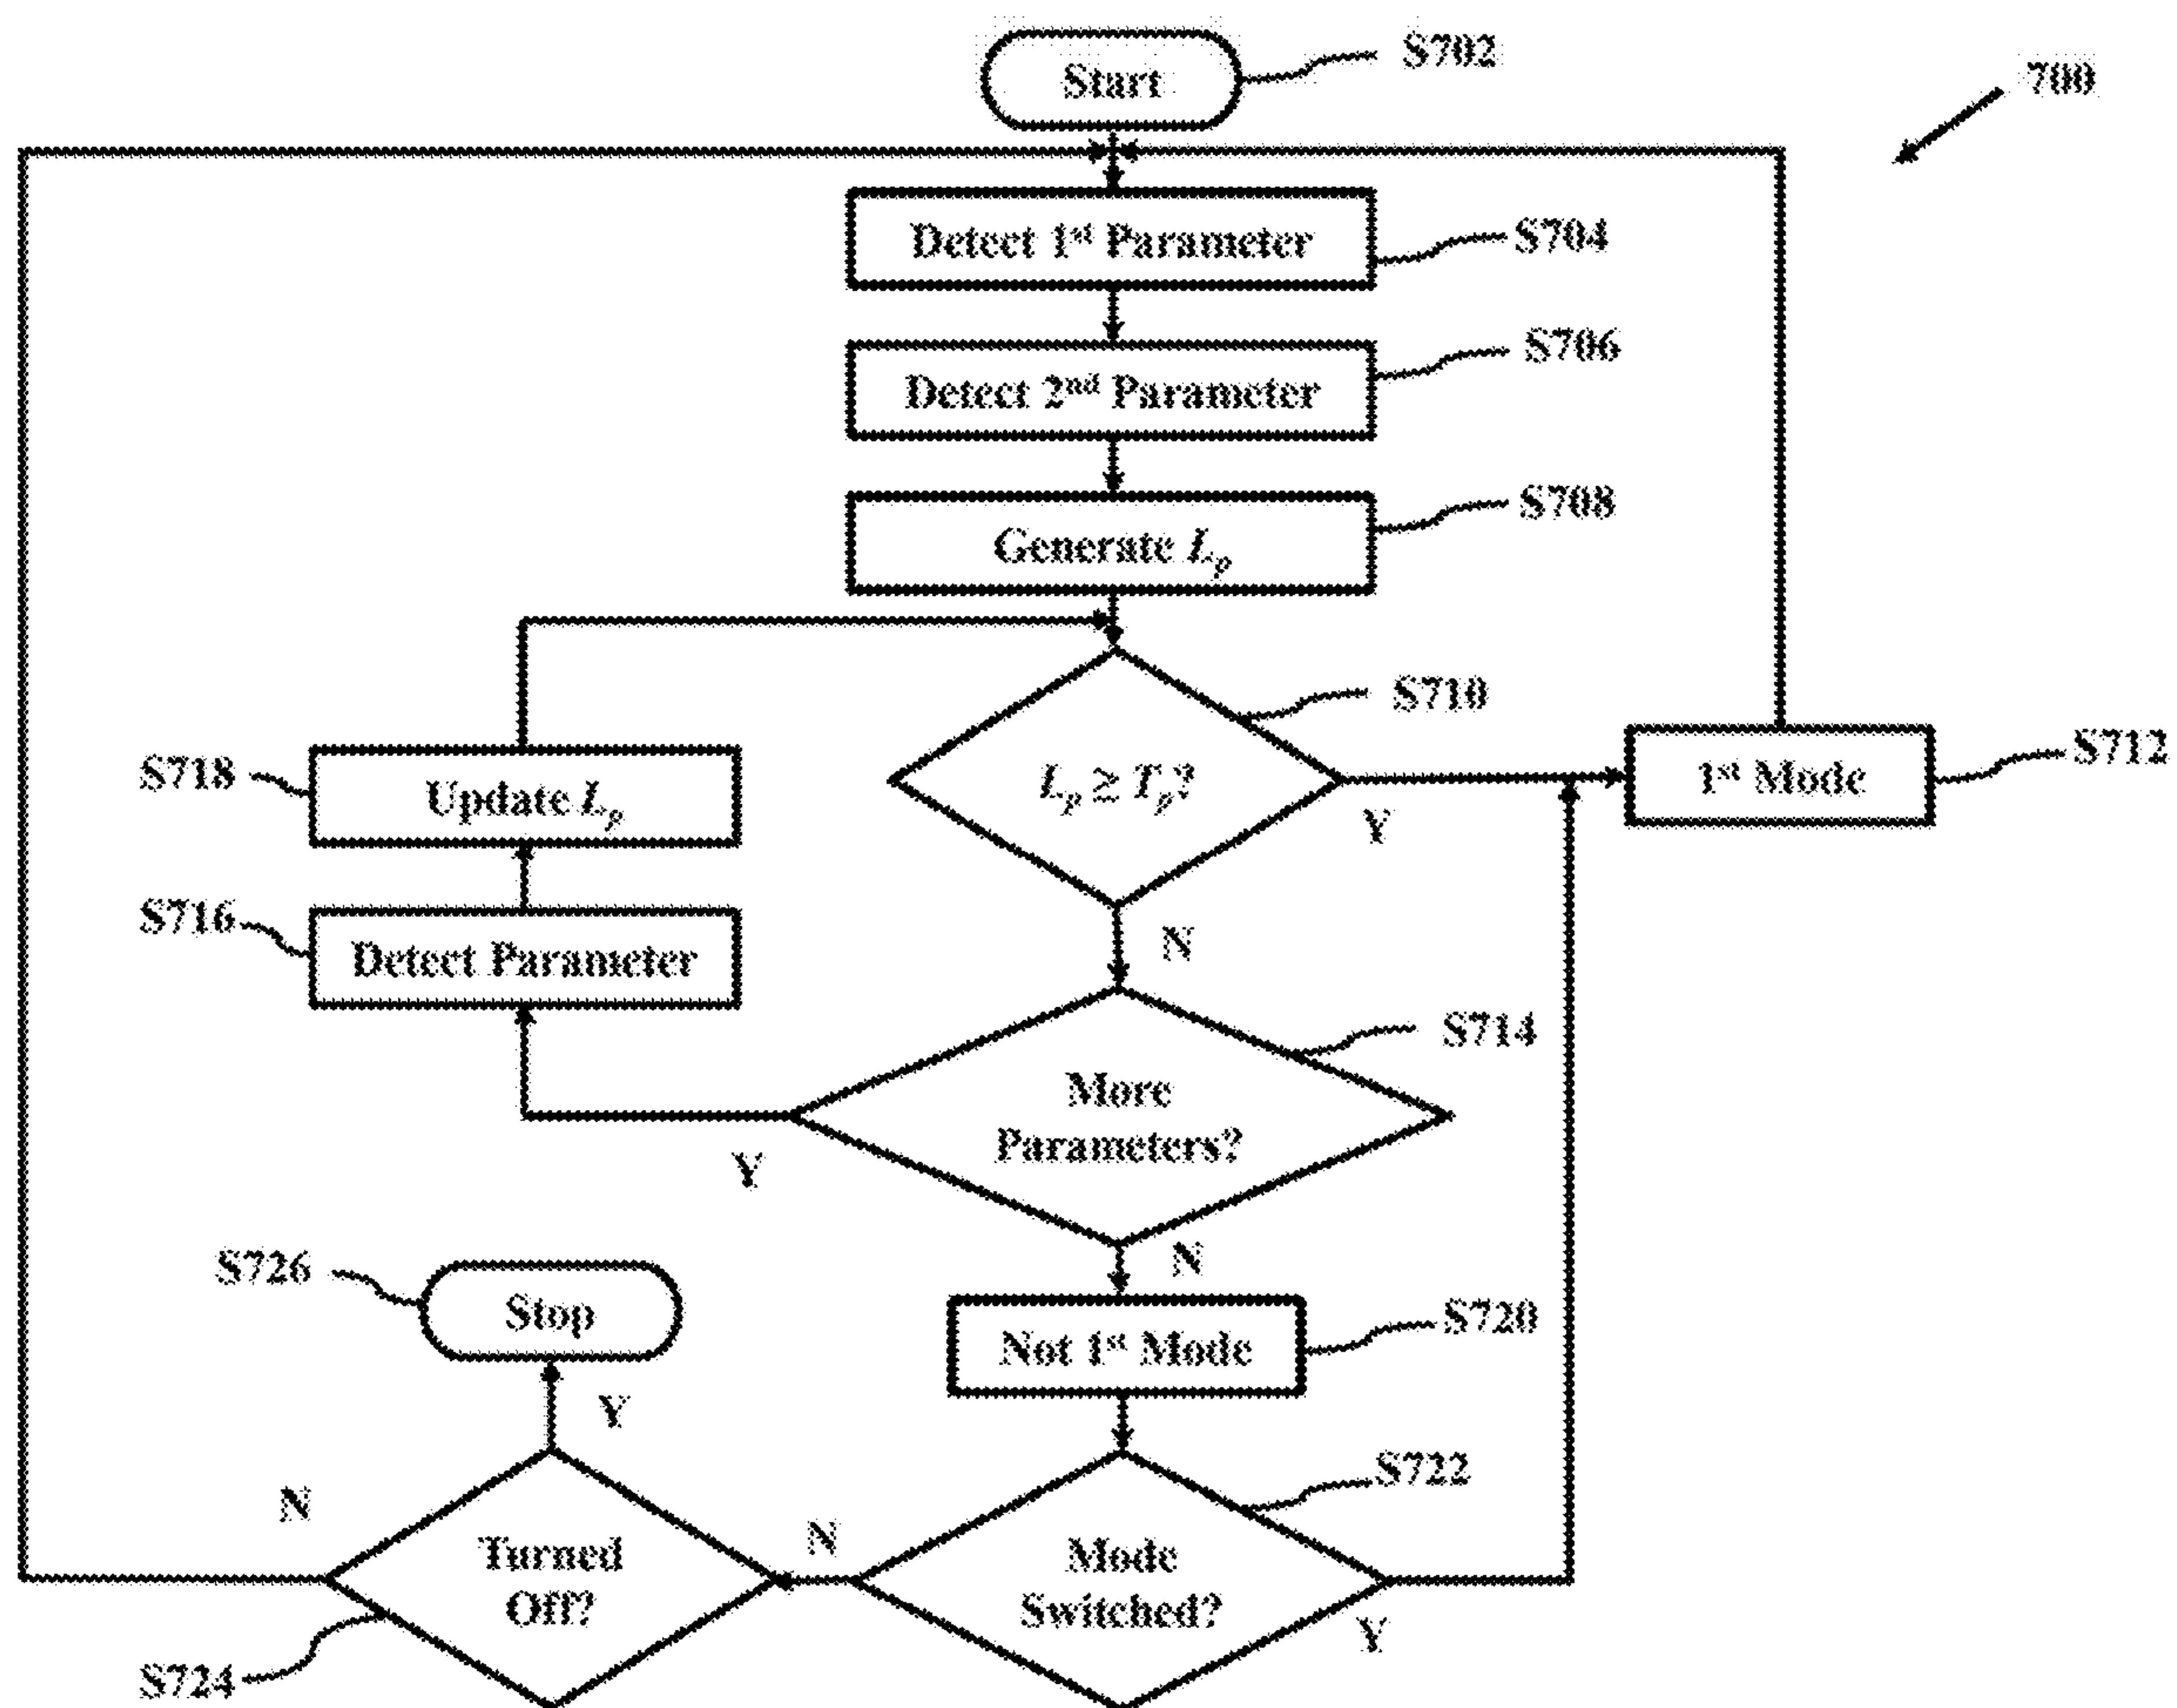 Start
S702
700
Detect 1st Parameter
S704
Detect 2nd Parameter
S706
Generate Lp
S708
Lp ≥ Tp?
S710
Y
1st Mode
S712
S718
Update Lp
N
S716
Detect Parameter
S714
More
Parameters?
Y
N
S726
Stop
Not 1st Mode
S720
Y
S722
N
Turned
Off?
N
Mode
Switched?
Y
S724